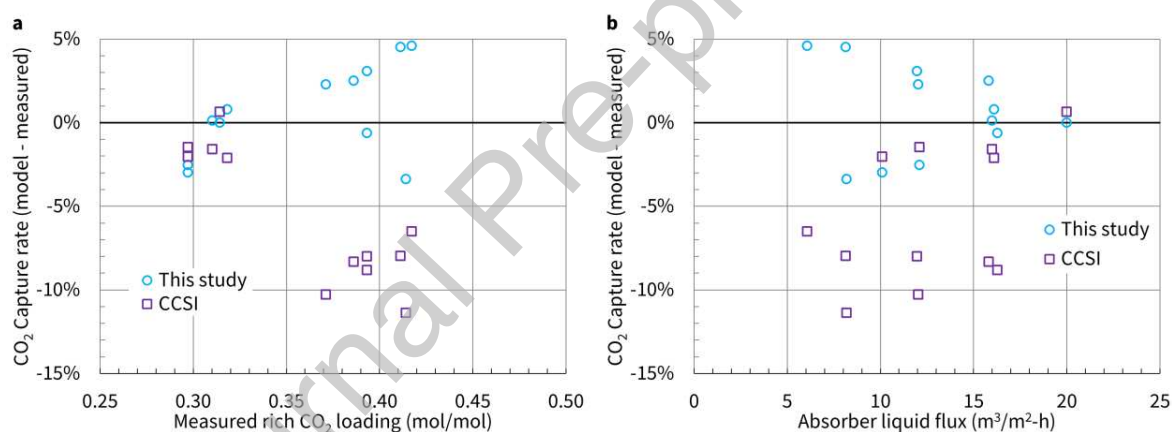 a
b
CO2 Capture rate (model - measured)
5%
0%
-5%
-10%
-15%
This study
CCSI
0.25 0.30 0.35 0.40 0.45 0.50
Measured rich CO2 loading (mol/mol)
CO2 Capture rate (model - measured)
5%
0%
-5%
-10%
-15%
This study
CCSI
0 5 10 15 20 25
Absorber liquid flux (m³/m²-h)
rnal Pre-p